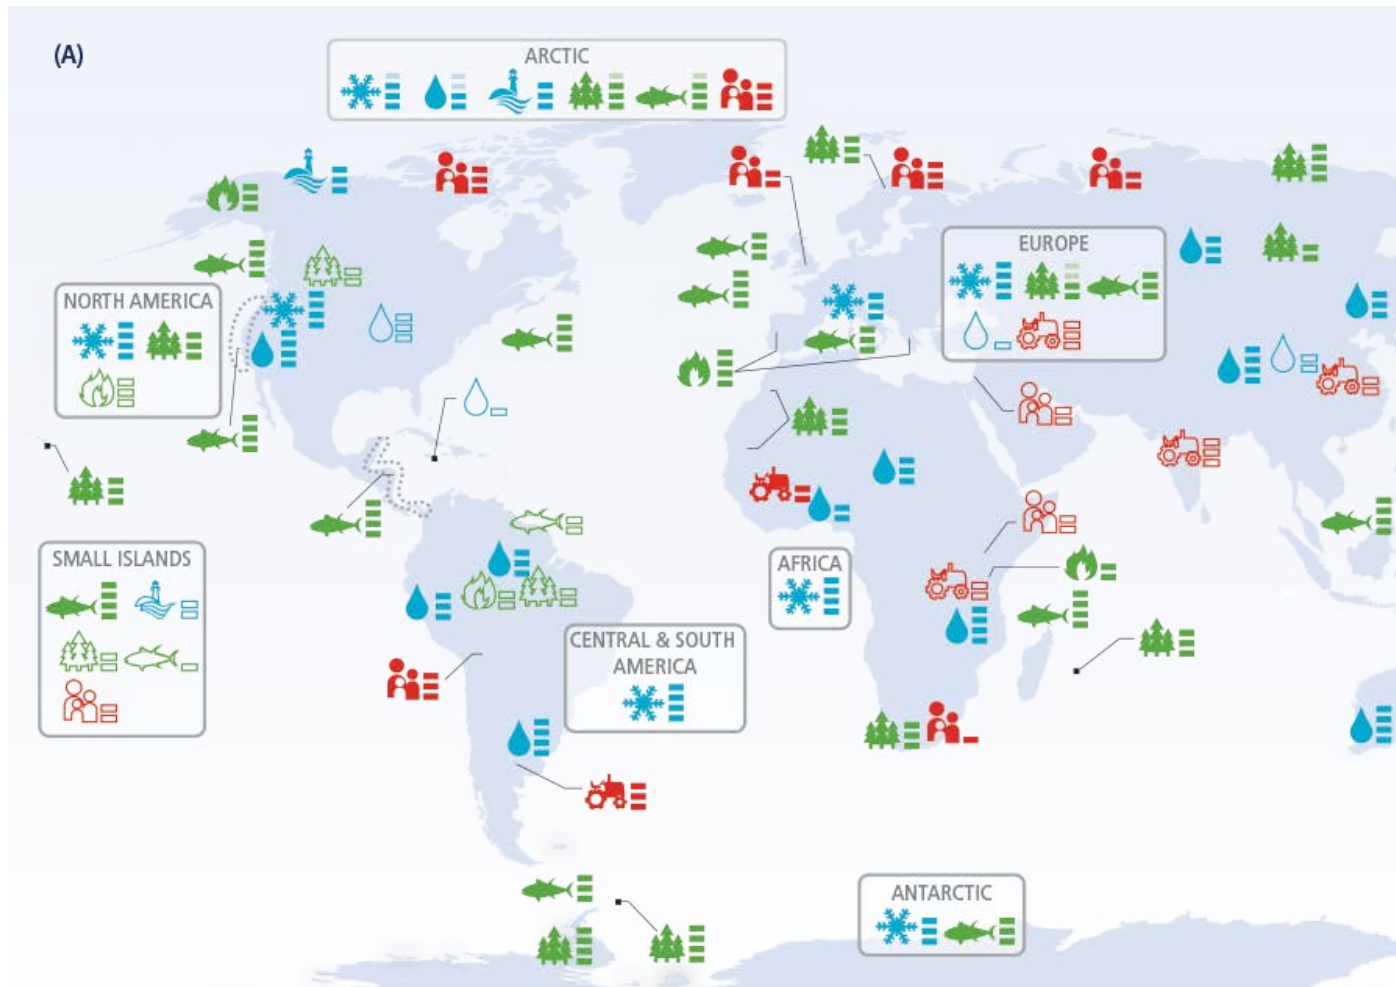 (A)
ARCTIC
NORTH AMERICA
EUROPE
SMALL ISLANDS
AFRICA
CENTRAL & SOUTH
AMERICA
ANTARCTIC